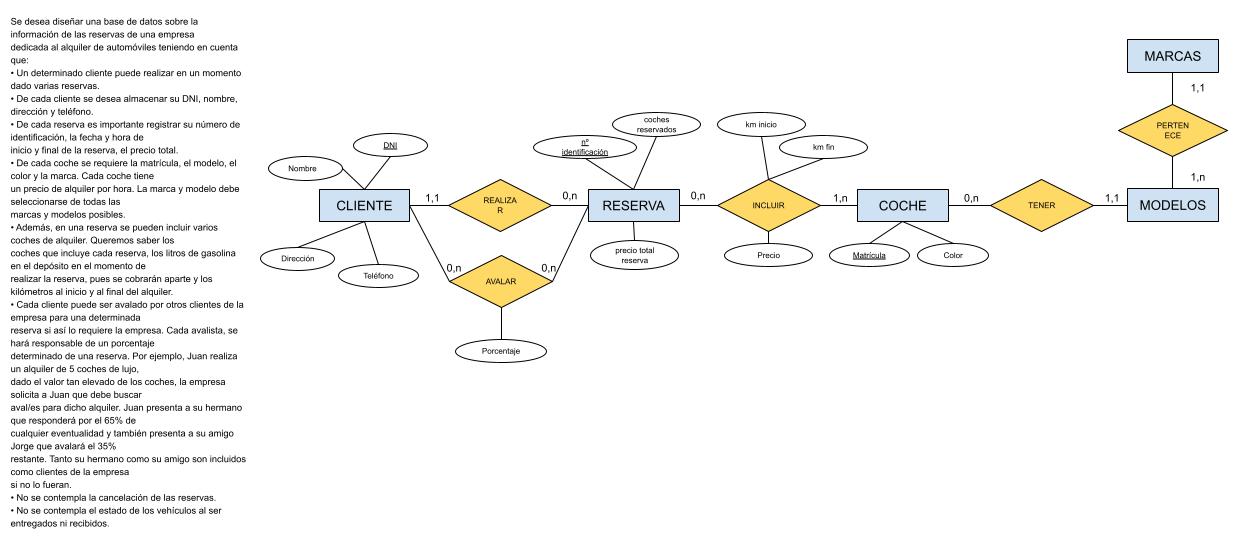 Se desea diseñar una base de datos sobre la
información de las reservas de una empresa
dedicada al alquiler de automóviles teniendo en cuenta
que:
• Un determinado cliente puede realizar en un momento
dado varias reservas.
• De cada cliente se desea almacenar su DNI, nombre,
dirección y teléfono.
• De cada reserva es importante registrar su número de
identificación, la fecha y hora de
inicio y final de la reserva, el precio total.
• De cada coche se requiere la matrícula, el modelo, el
color y la marca. Cada coche tiene
un precio de alquiler por hora. La marca y modelo debe
seleccionarse de todas las
marcas y modelos posibles.
• Además, en una reserva se pueden incluir varios
coches de alquiler. Queremos saber los
coches que incluye cada reserva, los litros de gasolina
en el depósito en el momento de
realizar la reserva, pues se cobrarán aparte y los
kilómetros al inicio y al final del alquiler.
• Cada cliente puede ser avalado por otros clientes de la
empresa para una determinada
reserva si así lo requiere la empresa. Cada avalista, se
hará responsable de un porcentaje
determinado de una reserva. Por ejemplo, Juan realiza
un alquiler de 5 coches de lujo,
dado el valor tan elevado de los coches, la empresa
solicita a Juan que debe buscar
aval/es para dicho alquiler. Juan presenta a su hermano
que responderá por el 65% de
cualquier eventualidad y también presenta a su amigo
Jorge que avalará el 35%
restante. Tanto su hermano como su amigo son incluidos
como clientes de la empresa
si no lo fueran.
• No se contempla la cancelación de las reservas.
• No se contempla el estado de los vehículos al ser
entregados ni recibidos.
MARCAS
1,1
PERTEN
ECE
1,n
coches
reservados
km inicio
DNI
nº
identificación
km fin
Nombre
CLIENTE
1,1
REALIZA
R
0,n
RESERVA
0,n
INCLUIR
1,n
COCHE
0,n
TENER
1,1
MODELOS
Dirección
Teléfono
0,n
AVALAR
0,n
precio total
reserva
Precio
Matrícula
Color
Porcentaje